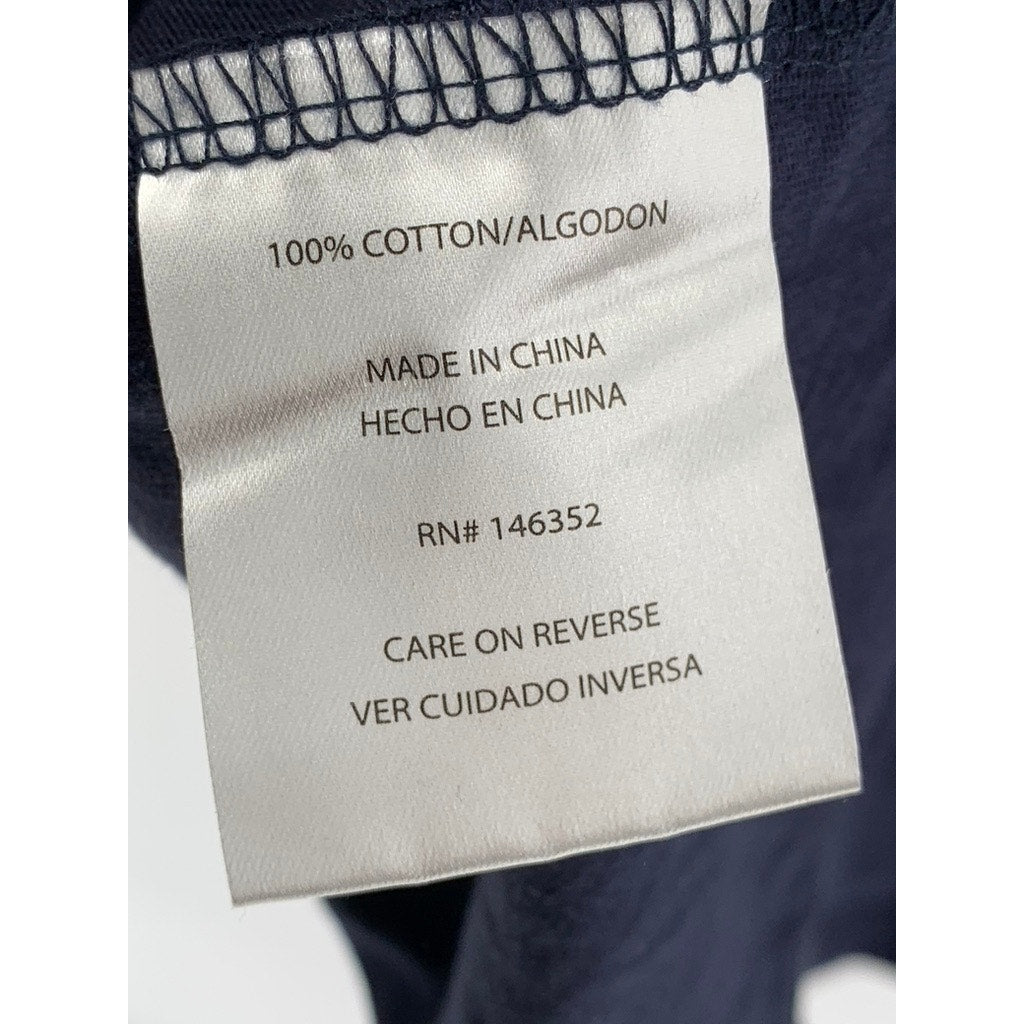 100% COTTON/ALGODON
MADE IN CHINA
HECHO EN CHINA
RN# 146352
CARE ON REVERSE
VER CUIDADO INVERSA